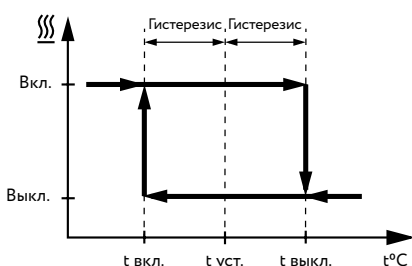 Гистерезис Гистерезис
Вкл.
Выкл.
t вкл. t уст. t выкл. t°C